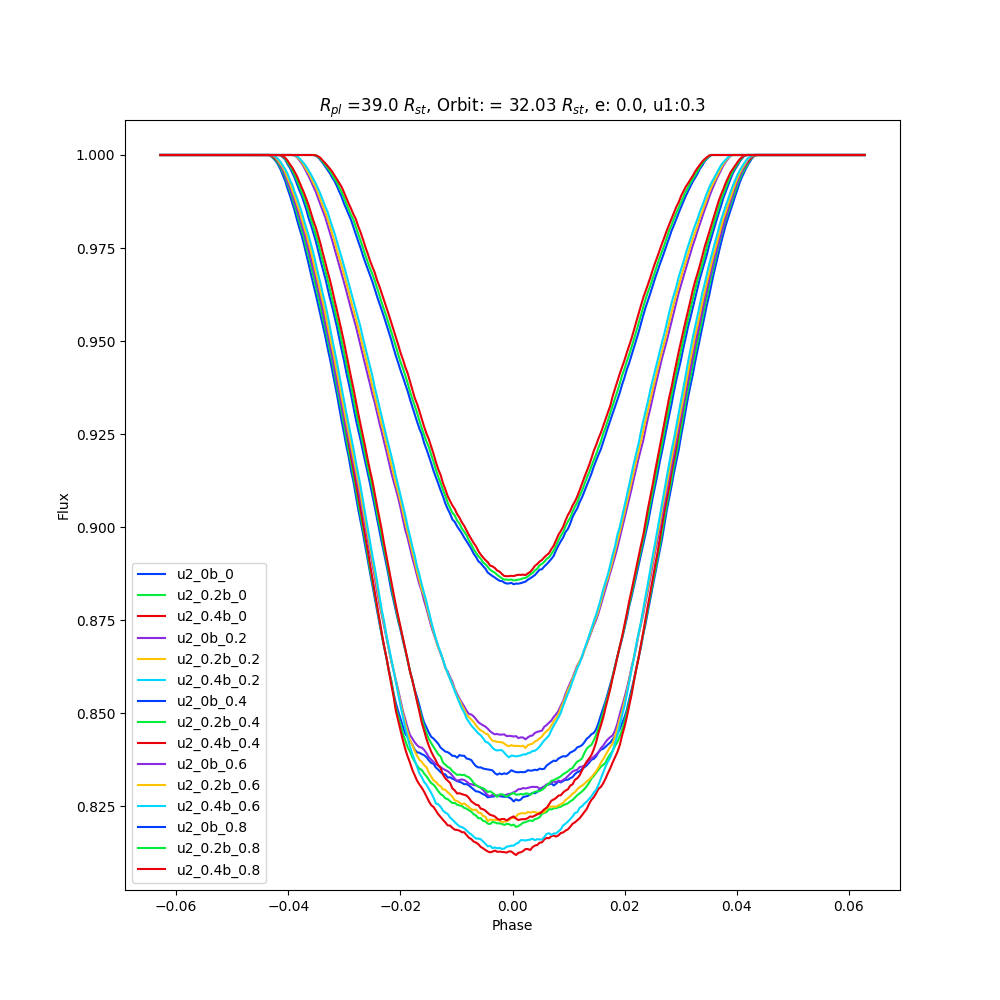 R_pl =39.0 R_st, Orbit: = 32.03 R_st, e: 0.0, u1:0.3
1.000
0.975
0.950
0.925
0.900
0.875
0.850
0.825
Flux
u2_0b_0
u2_0.2b_0
u2_0.4b_0
u2_0b_0.2
u2_0.2b_0.2
u2_0.4b_0.2
u2_0b_0.4
u2_0.2b_0.4
u2_0.4b_0.4
u2_0b_0.6
u2_0.2b_0.6
u2_0.4b_0.6
u2_0b_0.8
u2_0.2b_0.8
u2_0.4b_0.8
−0.06 −0.04 −0.02 0.00 0.02 0.04 0.06
Phase